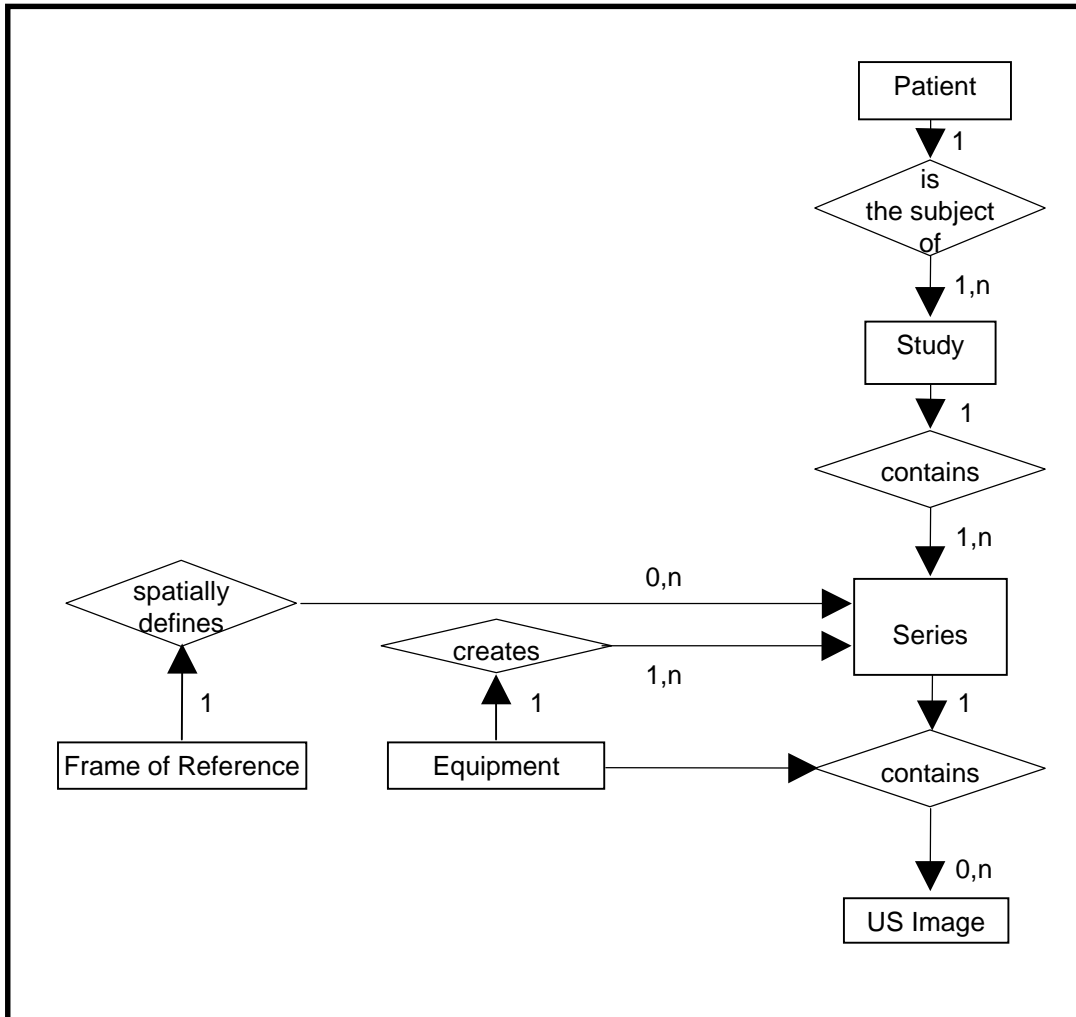 Patient
1
is
the subject
of
1,n
Study
1
contains
1,n
spatially
defines
0,n
Series
creates
1,n
1
1
1
Frame of Reference
Equipment
contains
0,n
US Image